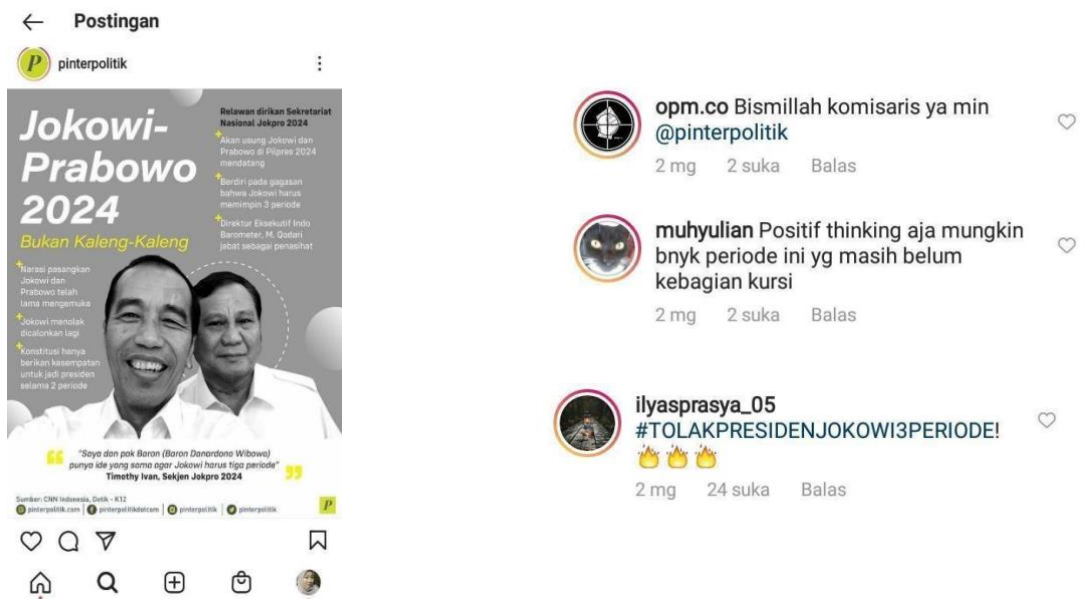 Postingan
pinterpolitik
Jokowi-
Prabowo
2024
Bukan Kaleng-Kaleng
Narasi pasangkan
Jokowi dan
Prabowo telah
lama mengemuka
Jokowi menolak
dicalonkan lagi
Konstitusi hanya
berikan kesempatan
untuk jadi presiden
selama 2 periode
Relawan dirikan Sekretariat
Nasional Jokpro 2024
Akan usung Jokowi dan
Prabowo di Pilpres 2024
mendatang
Berdiri pada gagasan
bahwa Jokowi harus
memimpin 3 periode
Direktur Eksekutif Indo
Barometer, M. Qodari
jabat sebagai penasihat
"Saya dan pak Baron (Baron Danardono Wibowo)
punya ide yang sama agar Jokowi harus tiga periode"
Timothy Ivan, Sekjen Jokpro 2024
Sumber: CNN Indonesia, Detik - K12
pinterpolitik.com | pinterpolitikdotcom | pinterpolitik | pinterpolitik
P
opm.co Bismillah komisaris ya min
@pinterpolitik
2 mg 2 suka Balas
muhyulian Positif thinking aja mungkin
bnyk periode ini yg masih belum
kebagian kursi
2 mg 2 suka Balas
ilyasprasya_05
#TOLAKPRESIDENJOKOWI3PERIODE!
🔥🔥🔥
2 mg 24 suka Balas